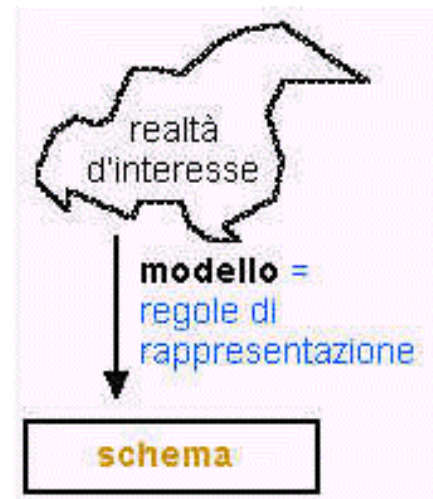 realtà
d'interesse
modello =
regole di
rappresentazione
schema